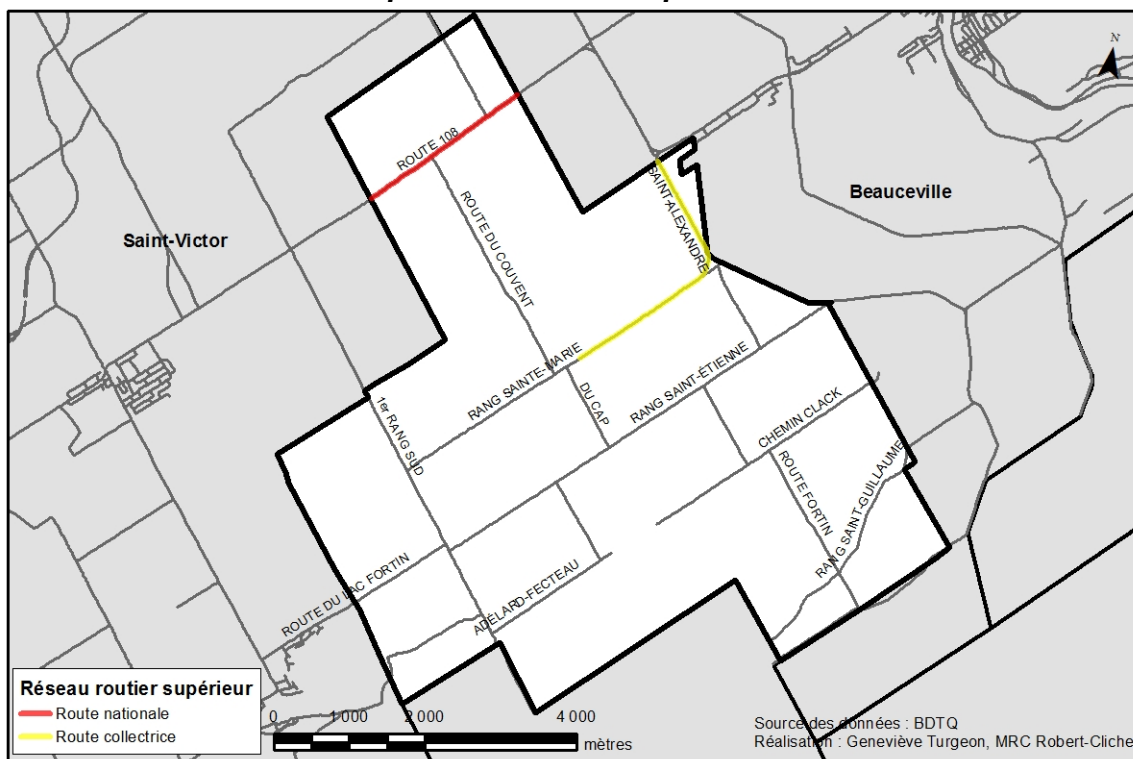 N
ROUTE 108
Beauceville
SAINT-ALEXANDRE
Saint-Victor
ROUTE DU COUVENT
RANG SAINTE-MARIE
RANG SAINT-ÉTIENNE
DU CAP
1er RANG SUD
CHEMIN CLACK
ROUTE FORTIN
RANG SAINT-GUILLAUME
ROUTE DU LAC FORTIN
ADÉLARD-FECTEAU
Réseau routier supérieur
Route nationale
Route collectrice
0 1 000 2 000 4 000
mètres
Source des données : BDTQ
Réalisation : Geneviève Turgeon, MRC Robert-Cliche